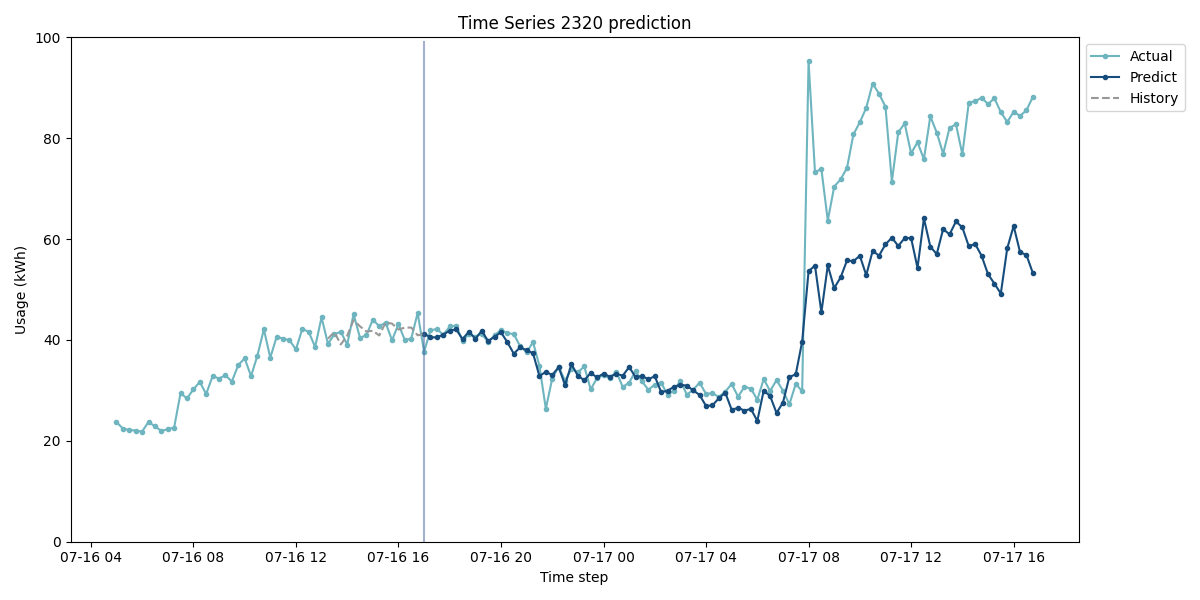 Time Series 2320 prediction
Usage (kWh)
100
80
60
40
20
0
07-16 04
07-16 08
07-16 12
07-16 16
07-16 20
07-17 00
07-17 04
07-17 08
07-17 12
07-17 16
Time step
Actual
Predict
History